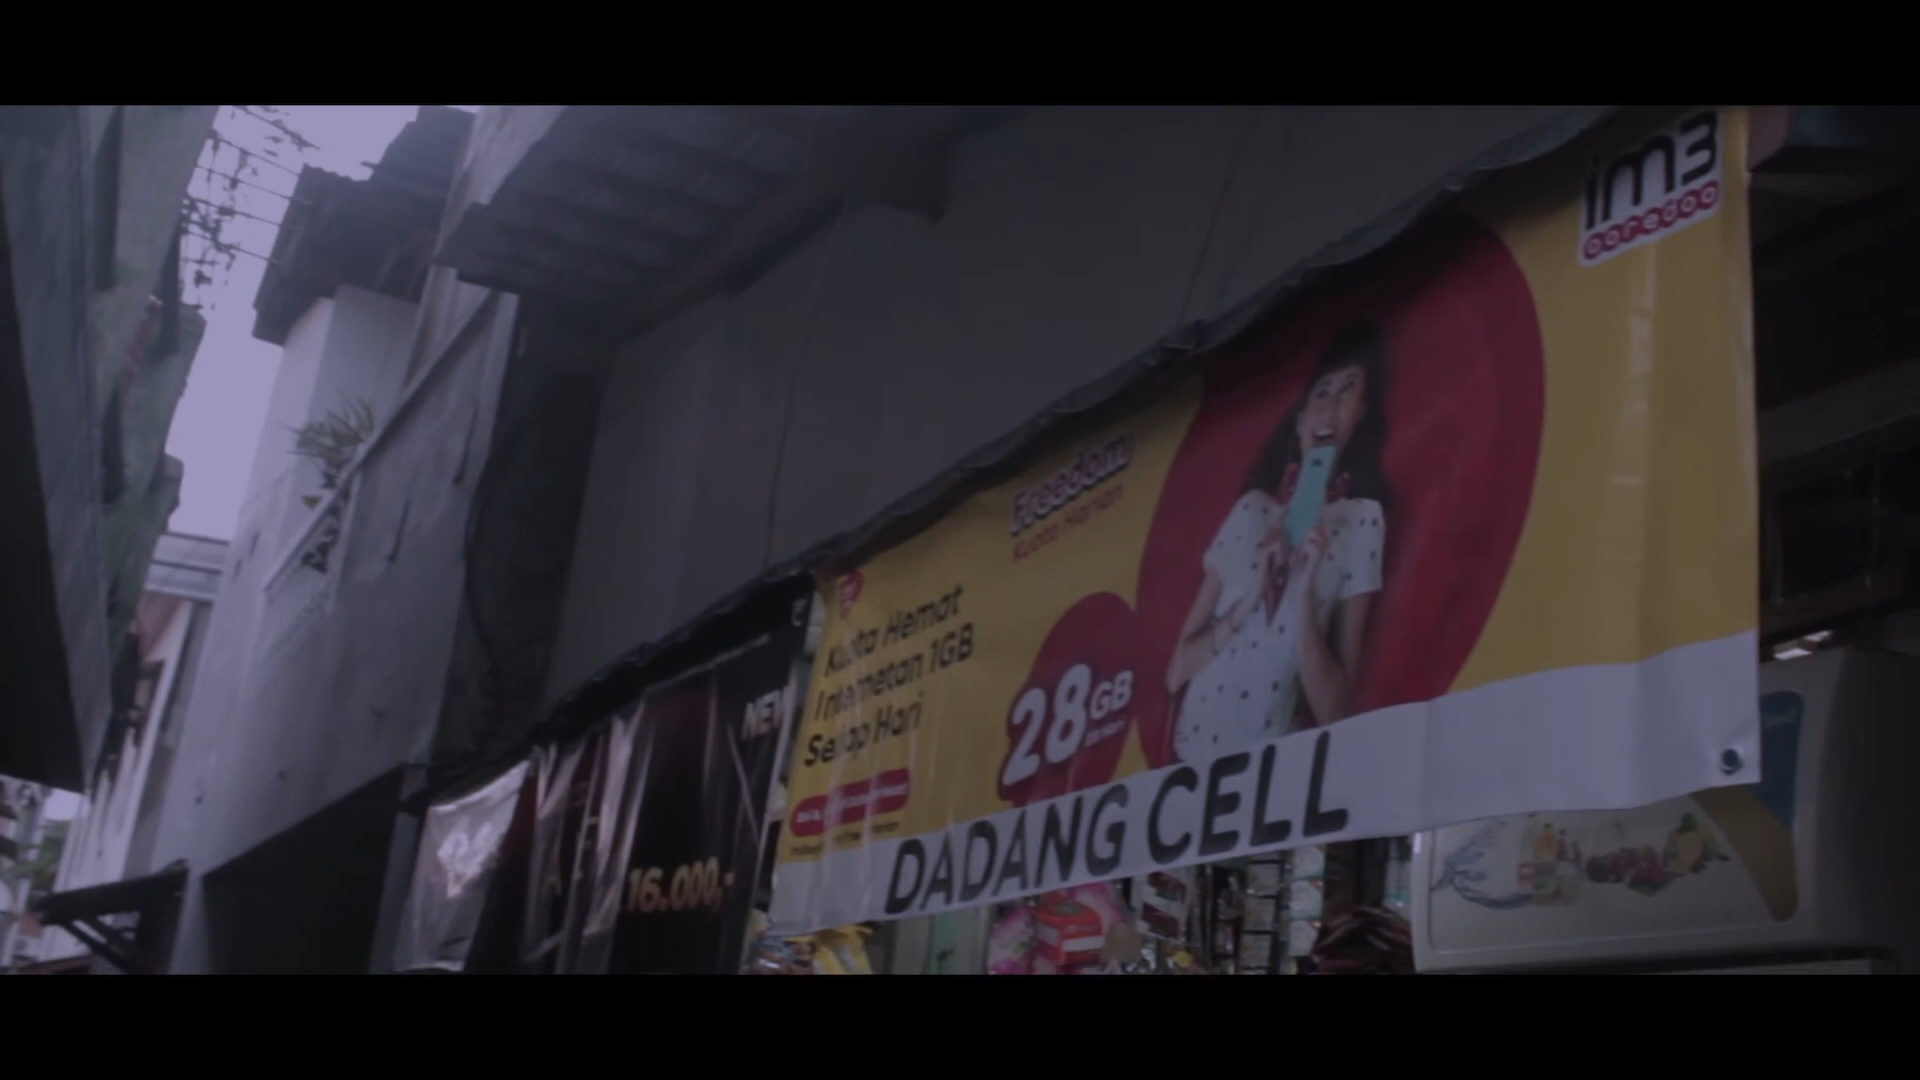 im3
ooredoo
Freedom
Kuota Harian
Kuota Hemat
Internetan 1GB
Setiap Hari
28GB
DADANG CELL
NEW
16.000,-